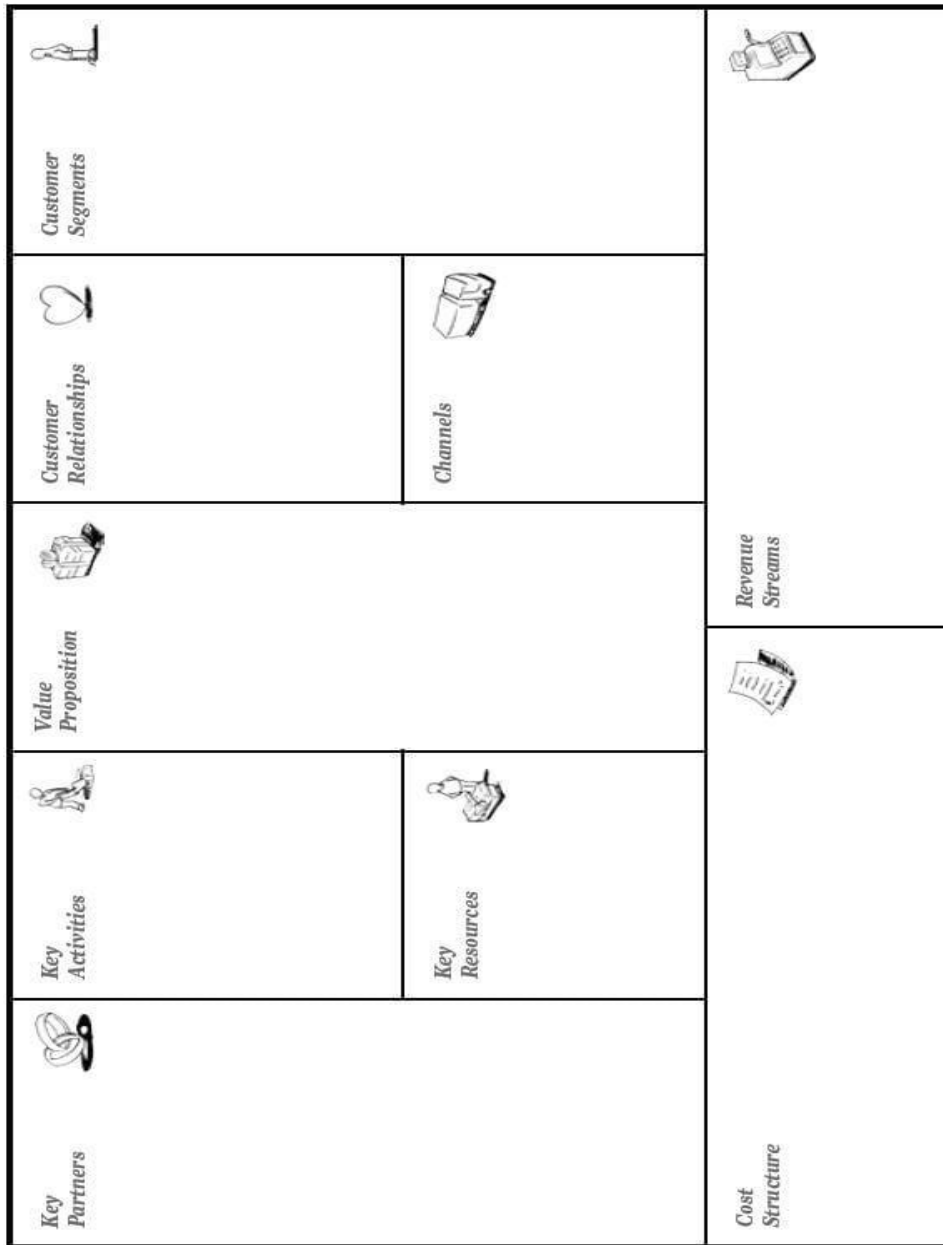 Key
Partners
Key
Activities
Key
Resources
Value
Proposition
Customer
Relationships
Channels
Customer
Segments
Cost
Structure
Revenue
Streams